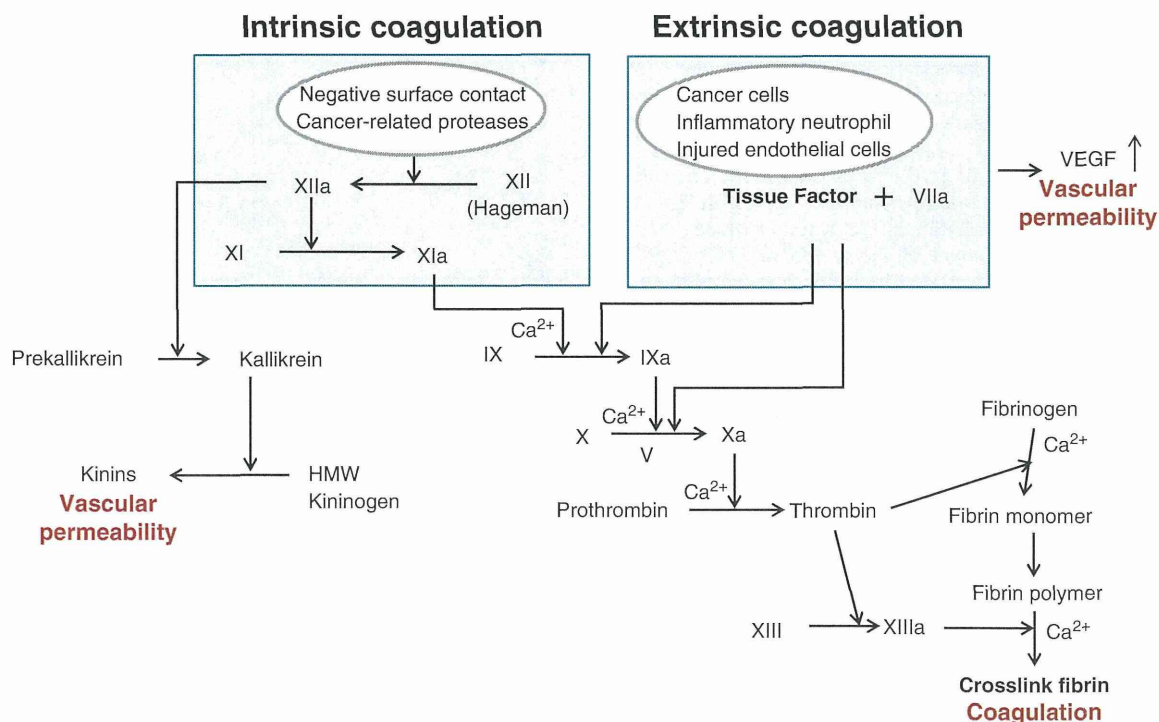 Intrinsic coagulation
Extrinsic coagulation
Negative surface contact
Cancer-related proteases
Cancer cells
Inflammatory neutrophil
Injured endothelial cells
VEGF ↑
Vascular
permeability
XIIa
XII
(Hageman)
Tissue Factor + VIIa
XI
XIa
Ca²⁺
IX
IXa
Prekallikrein
Kallikrein
Ca²⁺
X
V
Xa
Fibrinogen
Ca²⁺
Kinins
Vascular
permeability
HMW
Kininogen
Ca²⁺
Prothrombin
Thrombin
Fibrin monomer
Fibrin polymer
XIII
XIIIa
Ca²⁺
Crosslink fibrin
Coagulation